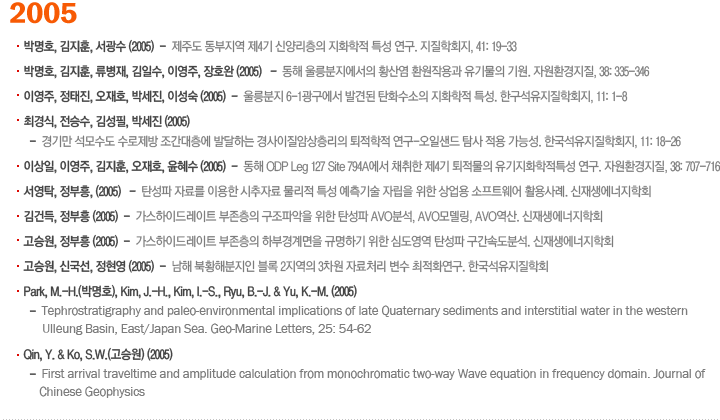 2005
· 박명호, 김지훈, 서광수 (2005) - 제주도 동부지역 제4기 신양리층의 지화학적 특성 연구. 지질학회지, 41: 19-33
· 박명호, 김지훈, 류병재, 김일수, 이영주, 장호완 (2005) - 동해 울릉분지에서의 황산염 환원작용과 유기물의 기원. 자원환경지질, 38: 335-346
· 이영주, 정태진, 오재호, 박세진, 이성숙 (2005) - 울릉분지 6-1광구에서 발견된 탄화수소의 지화학적 특성. 한구석유지질학회지, 11: 1-8
· 최경식, 전승수, 김성필, 박세진 (2005)
- 경기만 석모수도 수로제방 조간대층에 발달하는 경사이질암상층리의 퇴적학적 연구-오일샌드 탐사 적용 가능성. 한국석유지질학회지, 11: 18-26
· 이상일, 이영주, 김지훈, 오재호, 윤혜수 (2005) - 동해 ODP Leg 127 Site 794A에서 채취한 제4기 퇴적물의 유기지화학적특성 연구. 자원환경지질, 38: 707-716
· 서영탁, 정부흥, (2005) - 탄성파 자료를 이용한 시추자료 물리적 특성 예측기술 자립을 위한 상업용 소프트웨어 활용사례. 신재생에너지학회
· 김건득, 정부흥 (2005) - 가스하이드레이트 부존층의 구조파악을 위한 탄성파 AVO분석, AVO모델링, AVO역산. 신재생에너지학회
· 고승원, 정부흥 (2005) - 가스하이드레이트 부존층의 하부경계면을 규명하기 위한 심도영역 탄성파 구간속도분석. 신재생에너지학회
· 고승원, 신국선, 정현영 (2005) - 남해 북황해분지인 블록 2지역의 3차원 자료처리 변수 최적화연구. 한국석유지질학회
· Park, M.-H.(박명호), Kim, J.-H., Kim, I.-S., Ryu, B.-J. & Yu, K.-M. (2005)
- Tephrostratigraphy and paleo-environmental implications of late Quaternary sediments and interstitial water in the western
Ulleung Basin, East/Japan Sea. Geo-Marine Letters, 25: 54-62
· Qin, Y. & Ko, S.W.(고승원) (2005)
- First arrival traveltime and amplitude calculation from monochromatic two-way Wave equation in frequency domain. Journal of
Chinese Geophysics